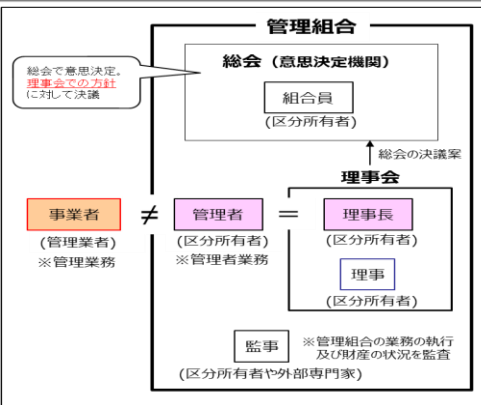 管理組合
総会（意思決定機関）
総会で意思決定。
理事会での方針
に対して決議
組合員
(区分所有者)
総会の決議案
理事会
事業者
≠
管理者
＝
理事長
(管理業者)
(区分所有者)
(区分所有者)
※管理業務
※管理者業務
理事
(区分所有者)
監事
※管理組合の業務の執行
及び財産の状況を監査
(区分所有者や外部専門家)